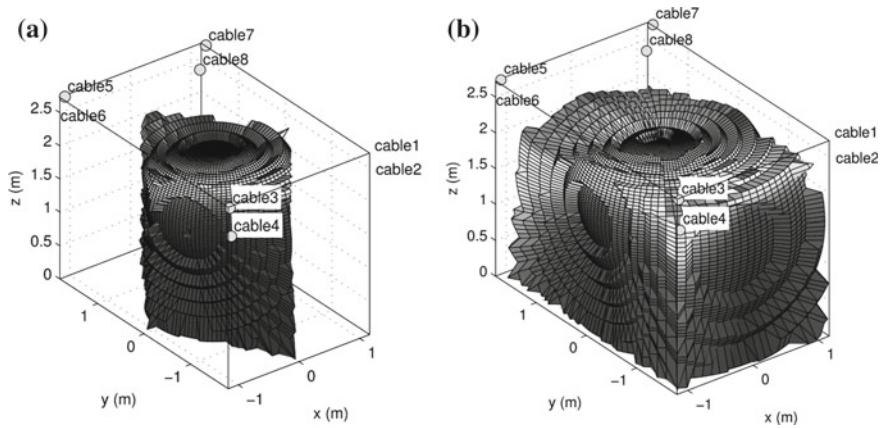 (a)
cable7
cable8
cable5
cable6
cable1
cable2
cable3
cable4
2.5
2
1.5
1
0.5
0
z (m)
1
0
−1
y (m)
−1
0
1
x (m)
(b)
cable7
cable8
cable5
cable6
cable1
cable2
cable3
cable4
2.5
2
1.5
1
0.5
0
z (m)
1
0
−1
y (m)
−1
0
1
x (m)